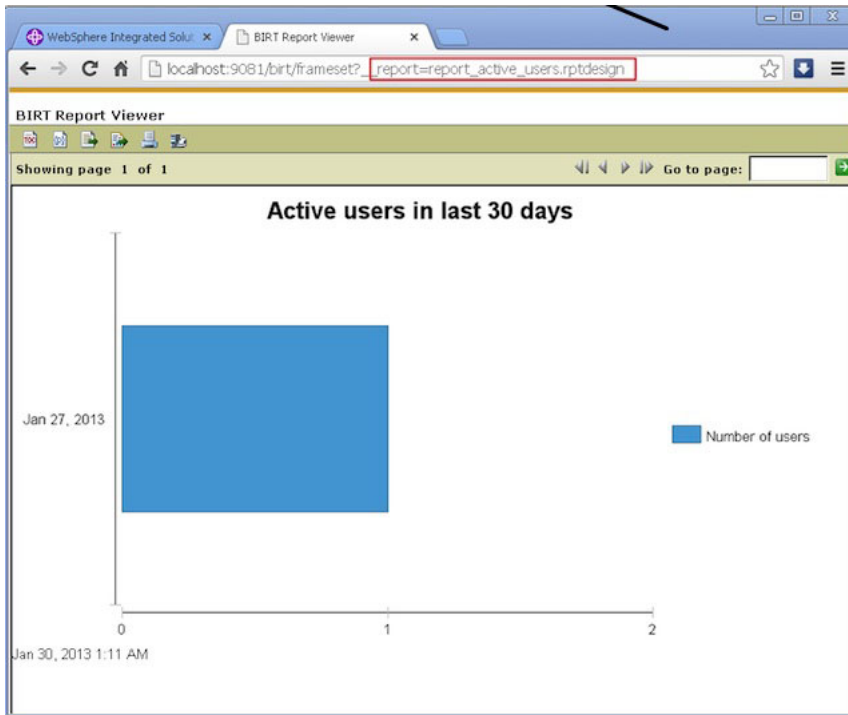 WebSphere Integrated Solut
BIRT Report Viewer
localhost:9081/birt/frameset?__report=report_active_users.rptdesign
BIRT Report Viewer
Showing page 1 of 1
Go to page:
Active users in last 30 days
Jan 27, 2013
Number of users
0 1 2
Jan 30, 2013 1:11 AM